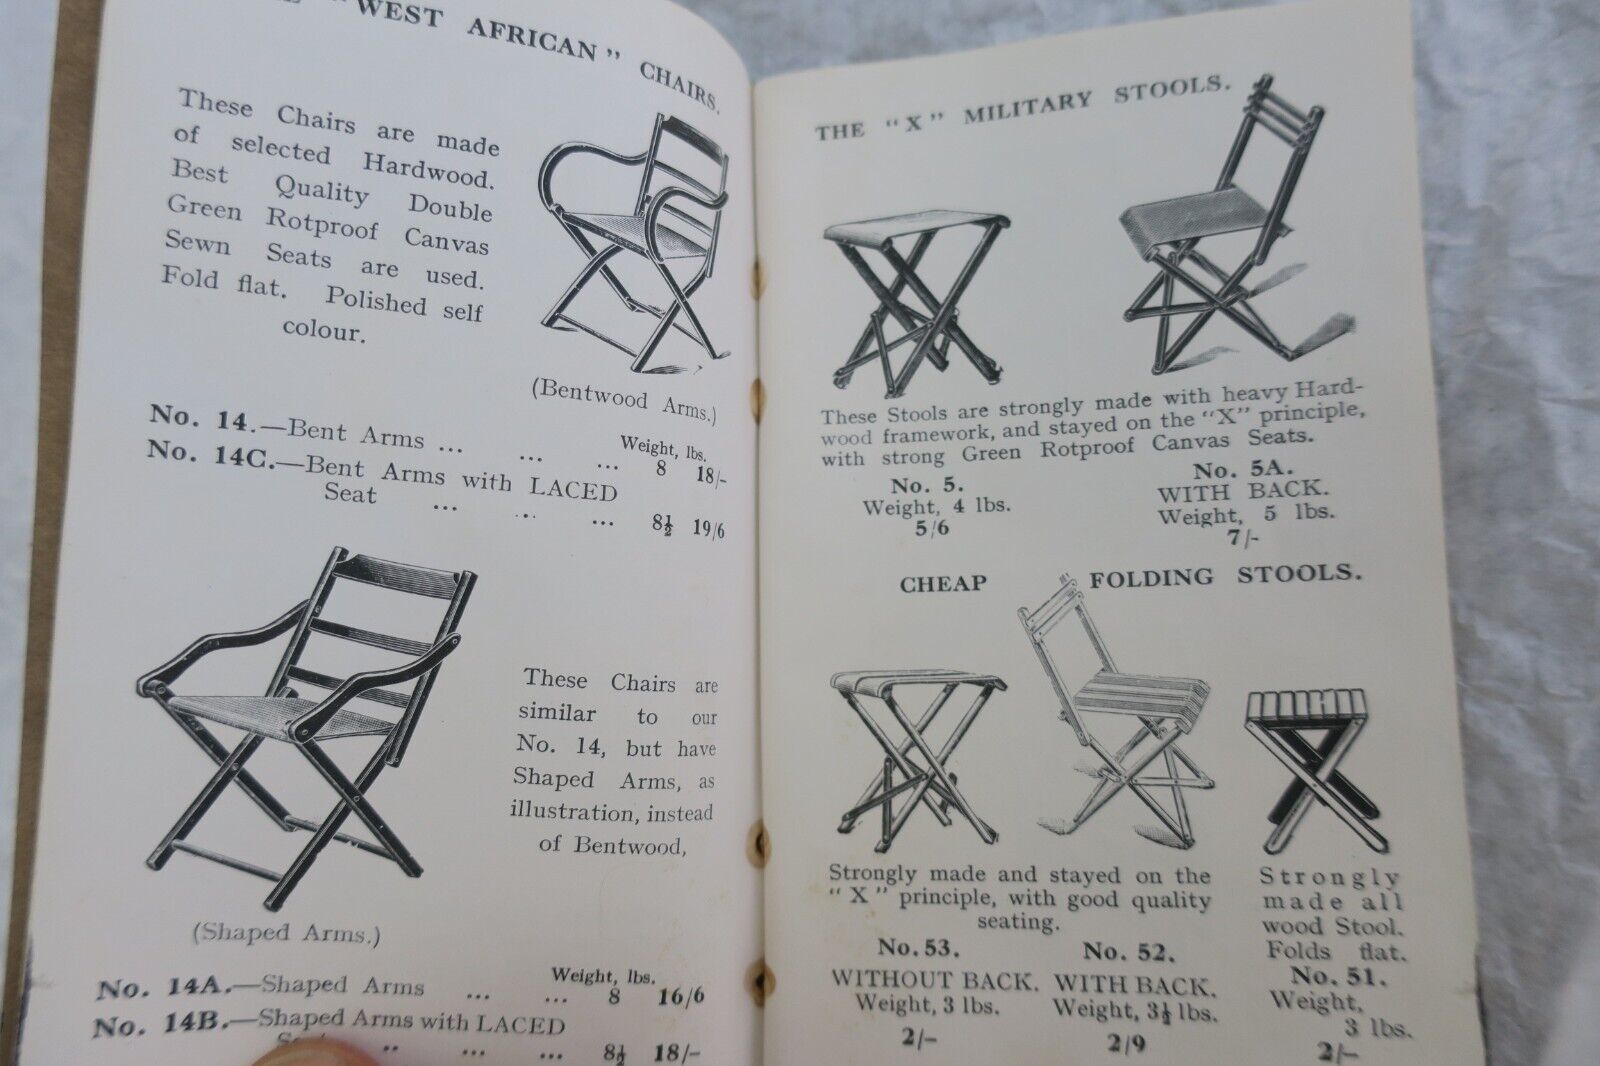 "WEST AFRICAN" CHAIRS.
These Chairs are made
of selected Hardwood.
Best Quality Double
Green Rotproof Canvas
Sewn Seats are used.
Fold flat. Polished self
colour.
(Bentwood Arms.)
Weight, lbs.
No. 14.—Bent Arms ... ... ... 8 18/-
No. 14C.—Bent Arms with LACED
Seat ... ... ... 8½ 19/6
These Chairs are
similar to our
No. 14, but have
Shaped Arms, as
illustration, instead
of Bentwood,
(Shaped Arms.)
Weight, lbs.
No. 14A.—Shaped Arms ... ... 8 16/6
No. 14B.—Shaped Arms with LACED
Seat ... ... ... 8½ 18/-
THE "X" MILITARY STOOLS.
These Stools are strongly made with heavy Hard-
wood framework, and stayed on the "X" principle,
with strong Green Rotproof Canvas Seats.
No. 5.
Weight, 4 lbs.
5/6
No. 5A.
WITH BACK.
Weight, 5 lbs.
7/-
CHEAP FOLDING STOOLS.
Strongly made and stayed on the
"X" principle, with good quality
seating.
No. 53.
WITHOUT BACK.
Weight, 3 lbs.
2/-
No. 52.
WITH BACK.
Weight, 3½ lbs.
2/9
Strongly
made all
wood Stool.
Folds flat.
No. 51.
Weight,
3 lbs.
2/-